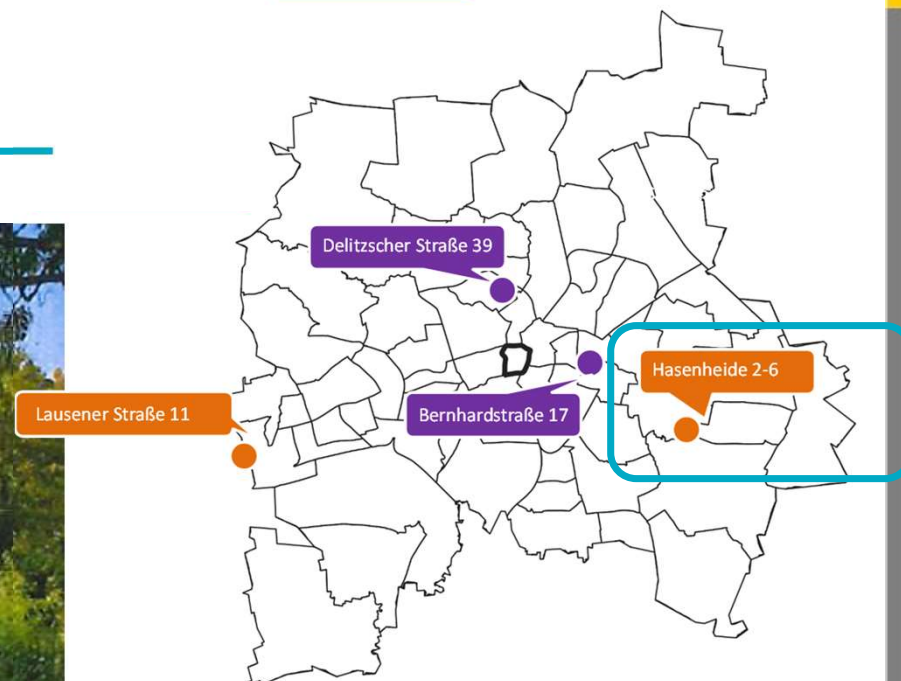 Delitzscher Straße 39
Hasenheide 2-6
Lausener Straße 11
Bernhardstraße 17